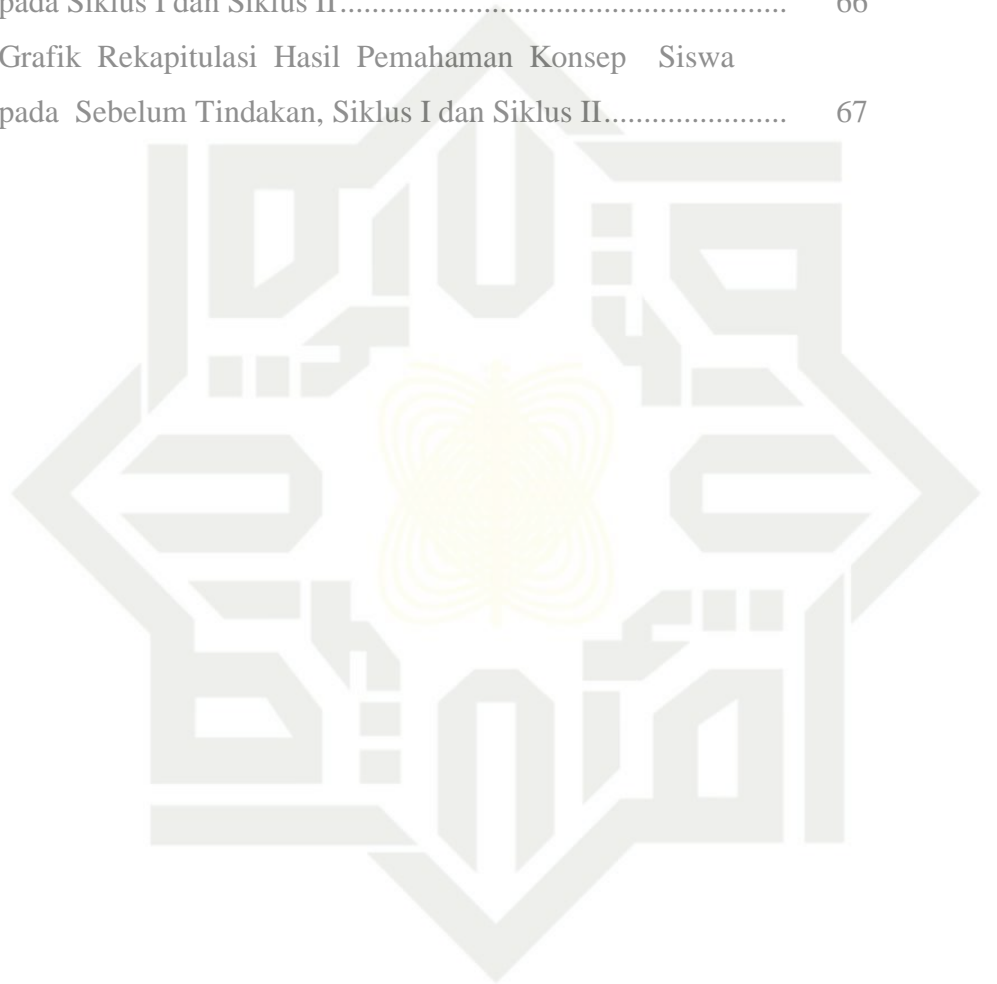 pada Siklus I dan Siklus II........................................................ 66
Grafik Rekapitulasi Hasil Pemahaman Konsep Siswa
pada Sebelum Tindakan, Siklus I dan Siklus II....................... 67